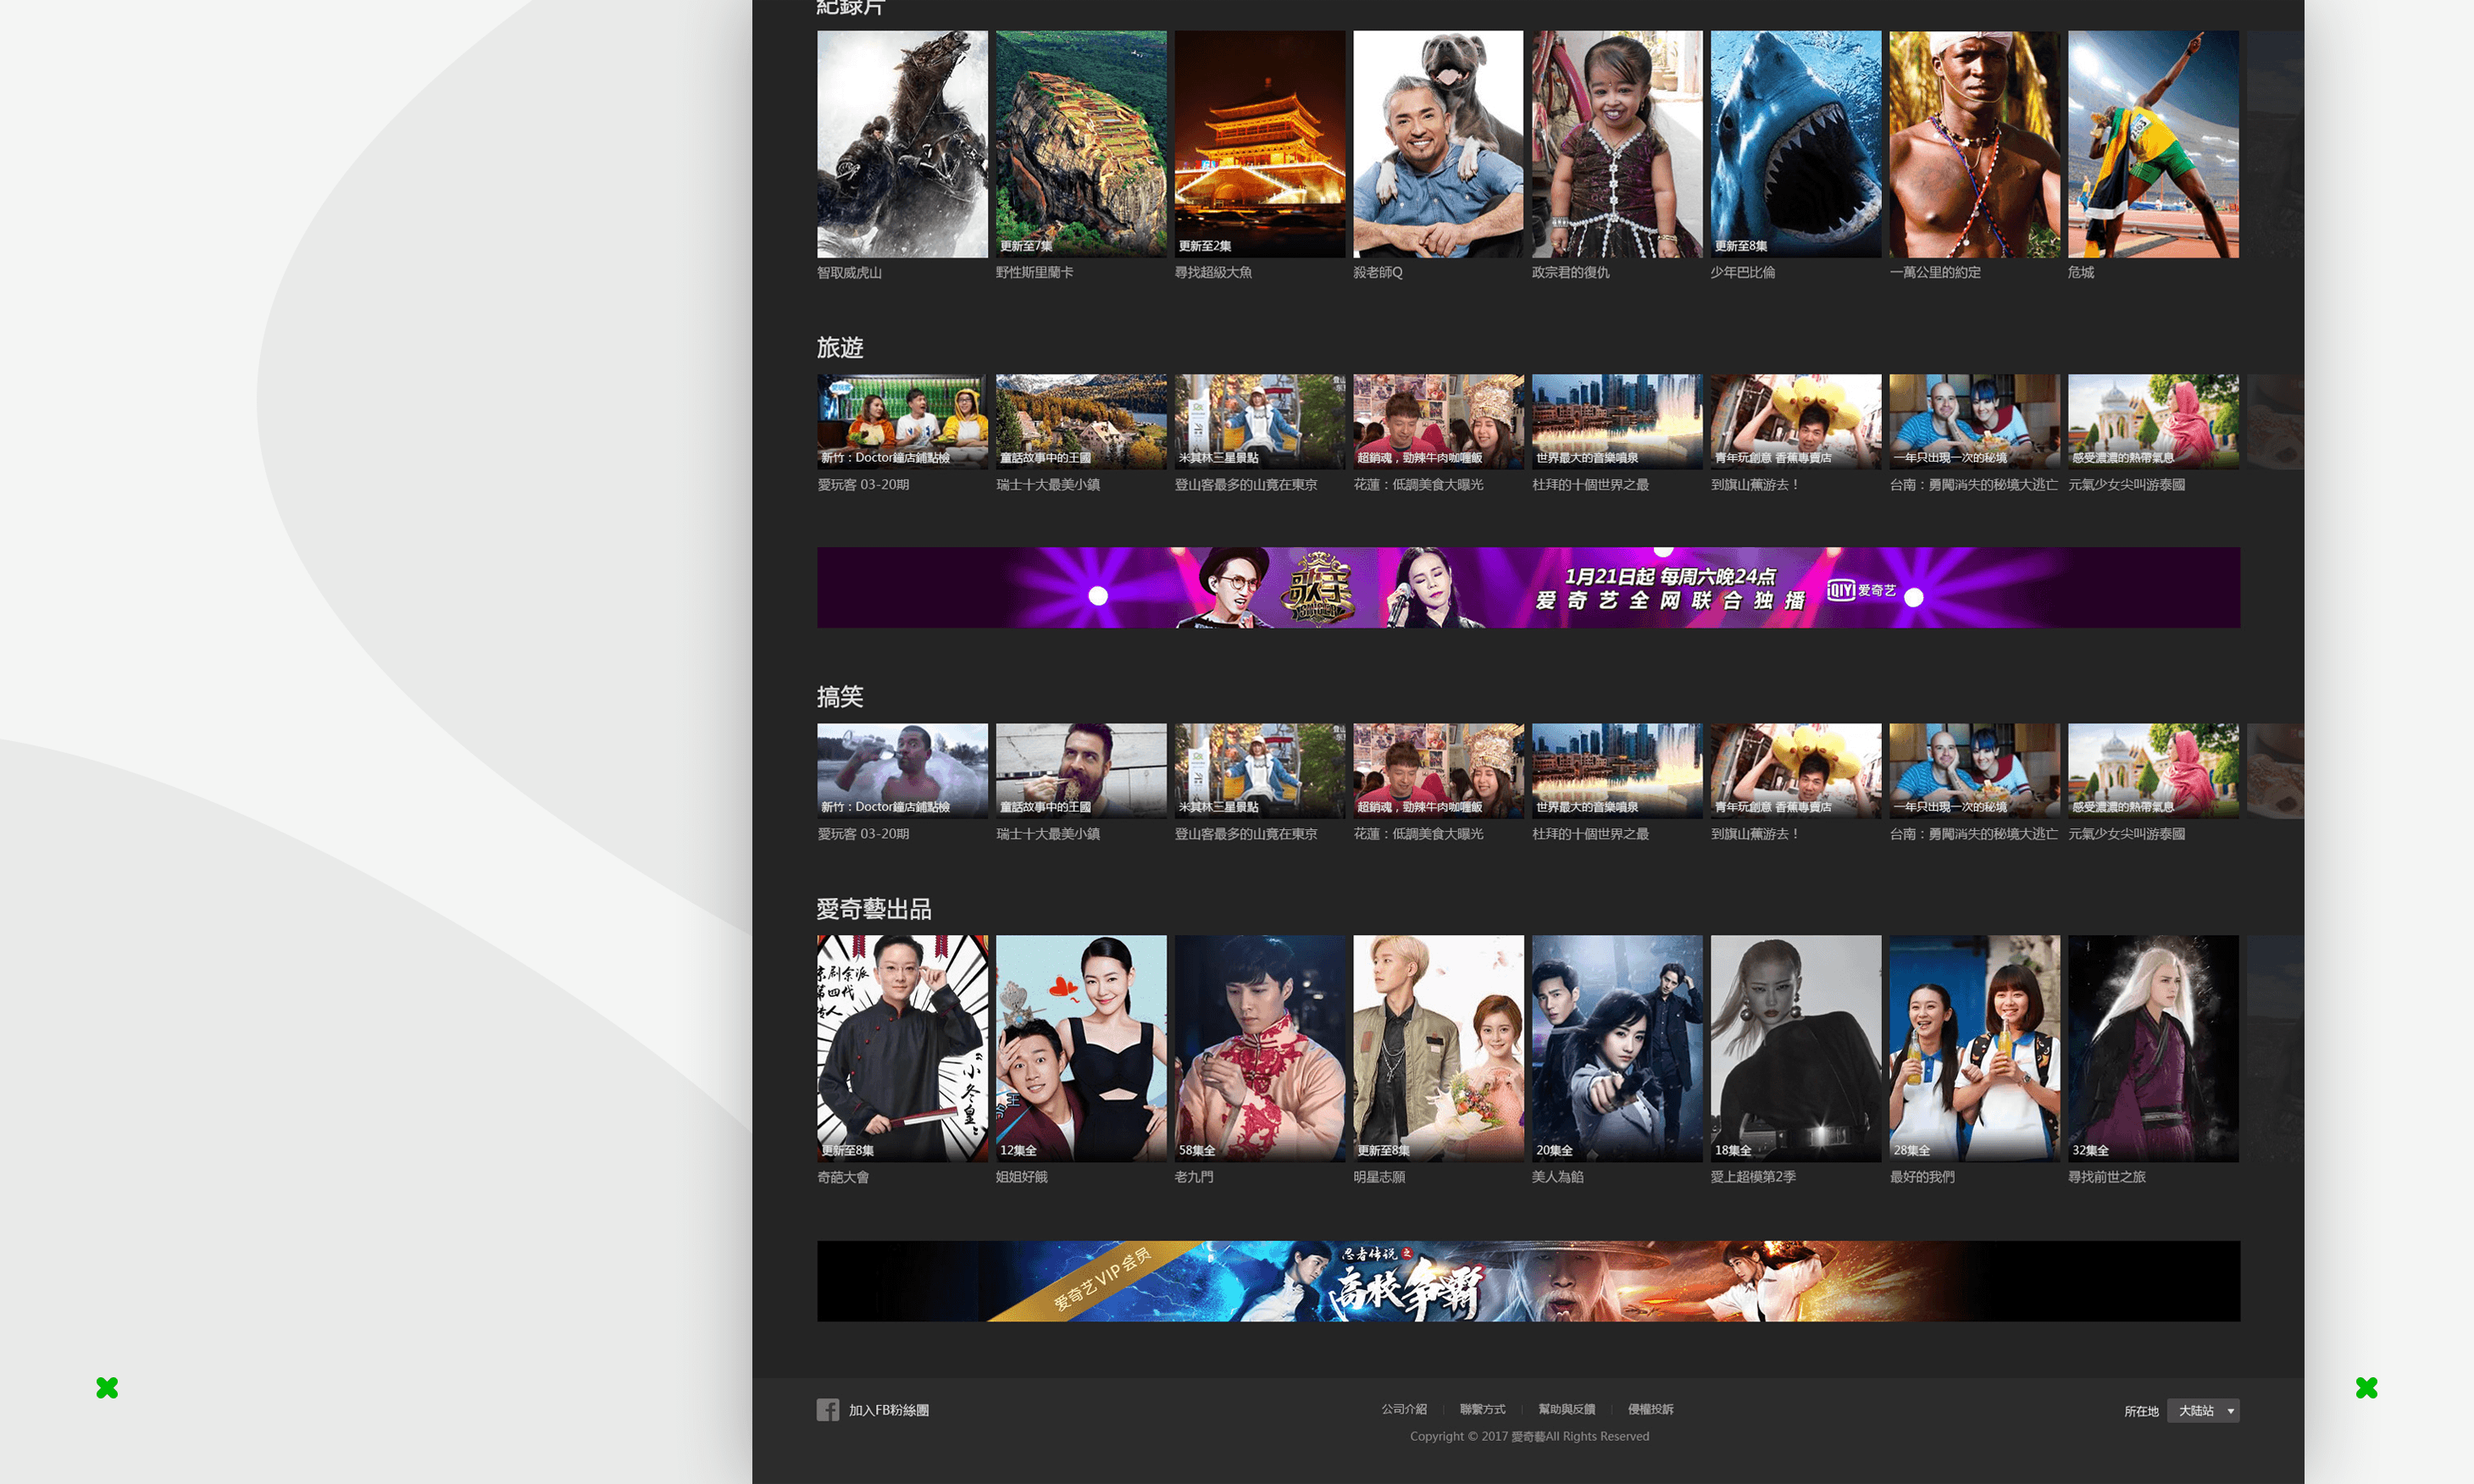 紀錄片
更新至7集
更新至2集
更新至8集
智取威虎山
野性斯里蘭卡
尋找超級大魚
殺老師Q
政宗君的復仇
少年巴比倫
一萬公里的約定
危城
旅遊
新竹：Doctor鐘店鋪點檢
童話故事中的王國
米其林三星景點
超銷魂，勁辣牛肉咖喱飯
世界最大的音樂噴泉
青年玩創意 香蕉專賣店
一年只出現一次的秘境
感受濃濃的熱帶氣息
愛玩客 03-20期
瑞士十大最美小鎮
登山客最多的山竟在東京
花蓮：低調美食大曝光
杜拜的十個世界之最
到旗山蕉游去！
台南：勇闖消失的秘境大逃亡
元氣少女尖叫游泰國
歌手
1月21日起 每周六晚24点
爱奇艺全网联合独播
iQIYI 爱奇艺
搞笑
新竹：Doctor鐘店鋪點檢
童話故事中的王國
米其林三星景點
超銷魂，勁辣牛肉咖喱飯
世界最大的音樂噴泉
青年玩創意 香蕉專賣店
一年只出現一次的秘境
感受濃濃的熱帶氣息
愛玩客 03-20期
瑞士十大最美小鎮
登山客最多的山竟在東京
花蓮：低調美食大曝光
杜拜的十個世界之最
到旗山蕉游去！
台南：勇闖消失的秘境大逃亡
元氣少女尖叫游泰國
愛奇藝出品
京剧余派
第四代
传人
“小冬皇”
更新至8集
12集全
58集全
更新至8集
20集全
18集全
28集全
32集全
奇葩大會
姐姐好餓
老九門
明星志願
美人為餡
愛上超模第2季
最好的我們
尋找前世之旅
爱奇艺VIP会员
忍者传说之
高校争霸
加入FB粉絲團
公司介紹
聯繫方式
幫助與反饋
侵權投訴
所在地
大陸站
Copyright © 2017 愛奇藝All Rights Reserved